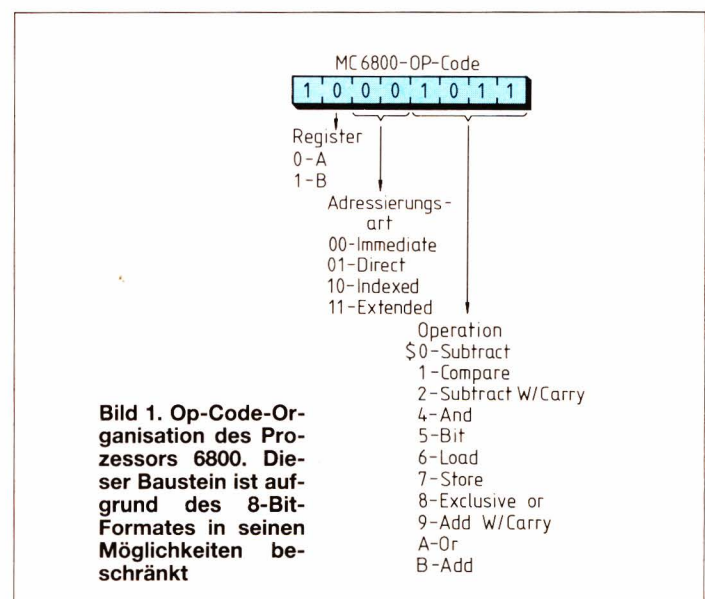 MC6800-OP-Code
1 0 0 0 1 0 1 1
Register
0-A
1-B
Adressierungs-
art
00-Immediate
01-Direct
10-Indexed
11-Extended
Operation
$0-Subtract
1-Compare
2-Subtract W/Carry
4-And
5-Bit
6-Load
7-Store
8-Exclusive or
9-Add W/Carry
A-Or
B-Add
Bild 1. Op-Code-Or-
ganisation des Pro-
zessors 6800. Die-
ser Baustein ist auf-
grund des 8-Bit-
Formates in seinen
Möglichkeiten be-
schränkt